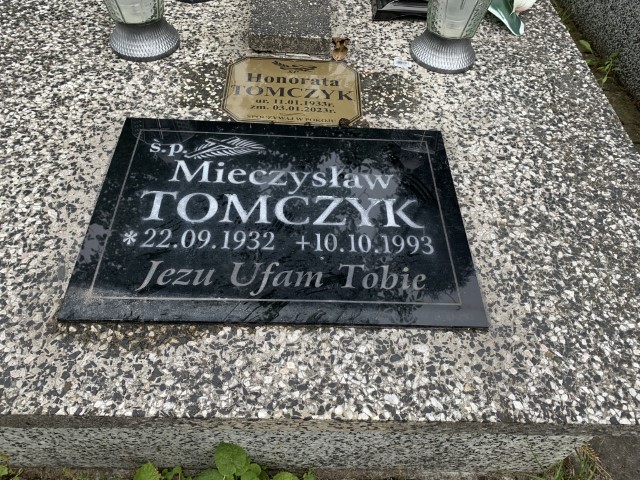 Honorata
TOMCZYK
ur. 11.01.1933r.
zm. 03.01.2023r.
SPOCZYWAJ W POKOJU
ś.p.
Mieczysław
TOMCZYK
*22.09.1932 +10.10.1993
Jezu Ufam Tobie